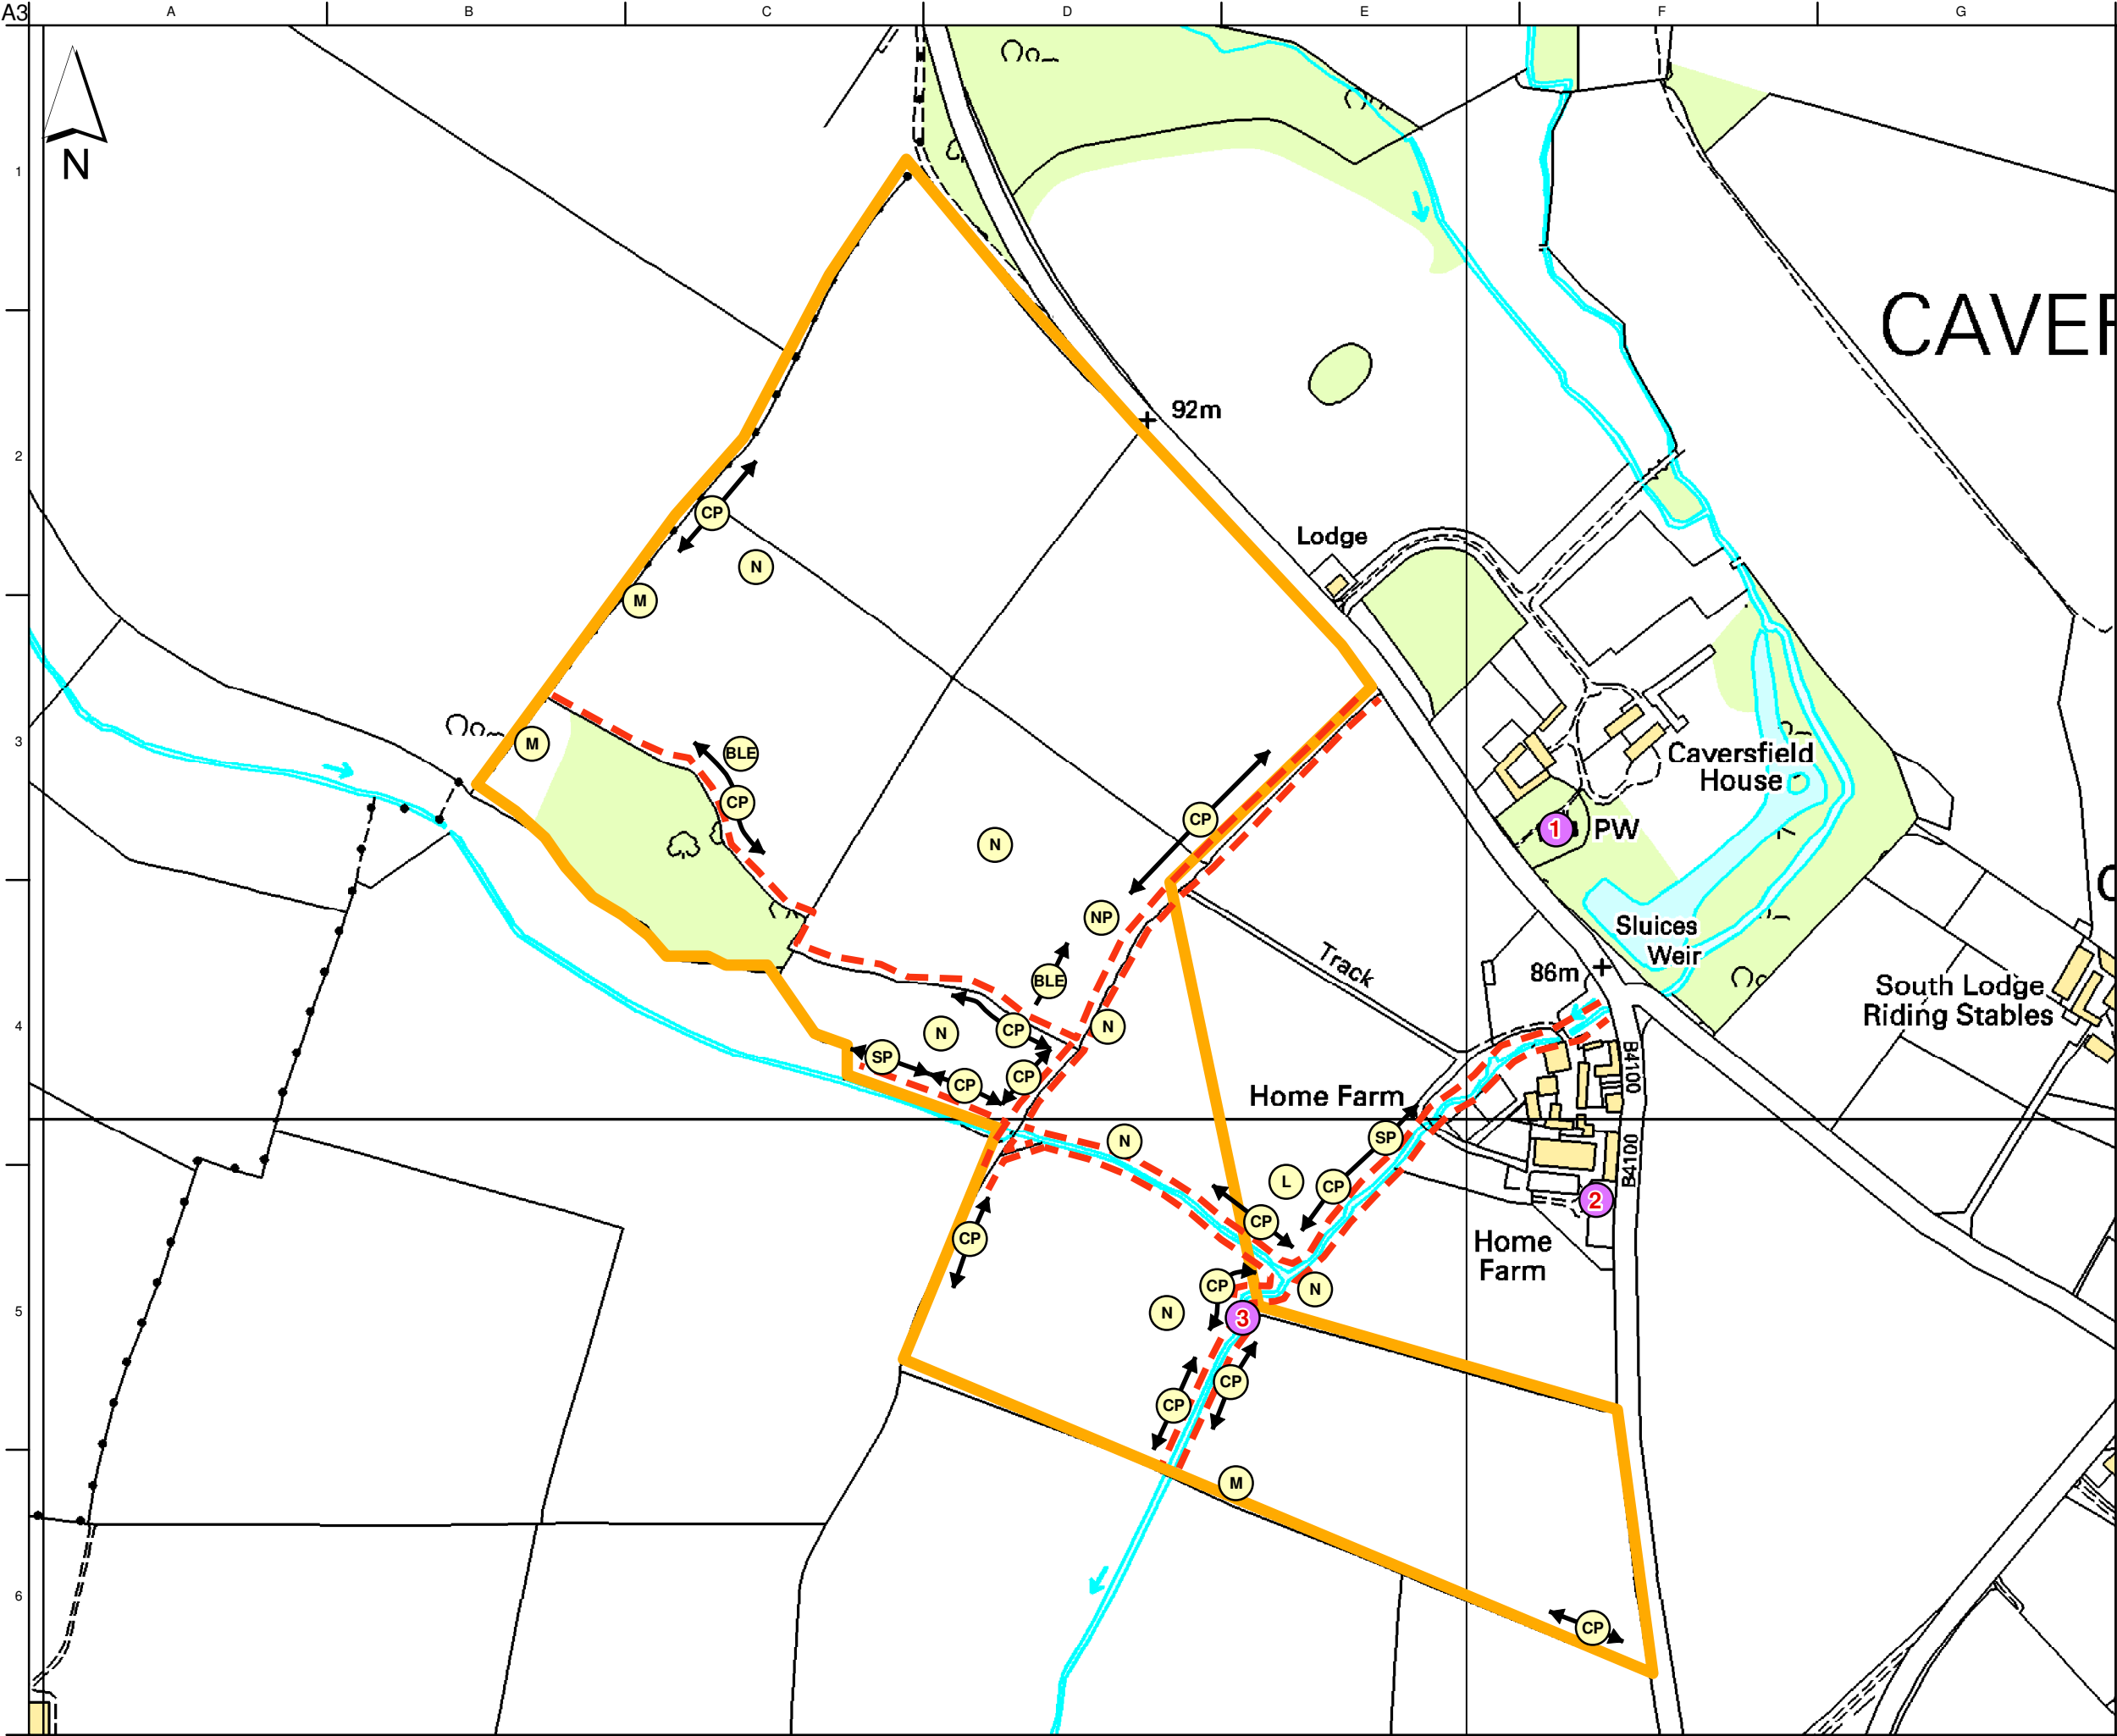 A3
A
B
C
D
E
F
G
1
2
3
4
5
6
N
CAVER
92m
CP
N
Lodge
M
M
BLE
CP
CP
N
NP
Caversfield
House
1
PW
Sluices
Weir
Track
86m
South Lodge
Riding Stables
BLE
N
CP
N
SP
CP
CP
B4100
Home Farm
N
SP
L
CP
CP
CP
B4100
2
Home
Farm
CP
N
N
3
CP
CP
M
CP